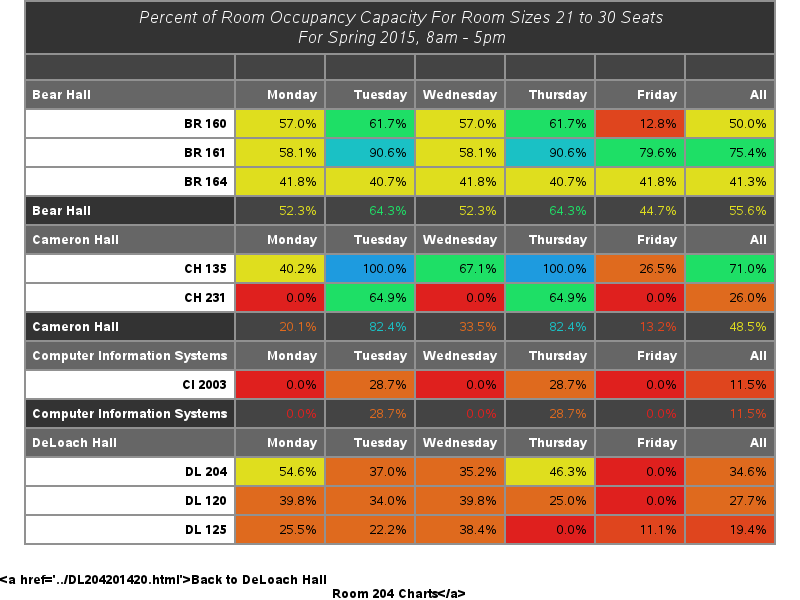 Percent of Room Occupancy Capacity For Room Sizes 21 to 30 Seats
For Spring 2015, 8am - 5pm
Bear Hall Monday Tuesday Wednesday Thursday Friday All
BR 160 57.0% 61.7% 57.0% 61.7% 12.8% 50.0%
BR 161 58.1% 90.6% 58.1% 90.6% 79.6% 75.4%
BR 164 41.8% 40.7% 41.8% 40.7% 41.8% 41.3%
Bear Hall 52.3% 64.3% 52.3% 64.3% 44.7% 55.6%
Cameron Hall Monday Tuesday Wednesday Thursday Friday All
CH 135 40.2% 100.0% 67.1% 100.0% 26.5% 71.0%
CH 231 0.0% 64.9% 0.0% 64.9% 0.0% 26.0%
Cameron Hall 20.1% 82.4% 33.5% 82.4% 13.2% 48.5%
Computer Information Systems Monday Tuesday Wednesday Thursday Friday All
CI 2003 0.0% 28.7% 0.0% 28.7% 0.0% 11.5%
Computer Information Systems 0.0% 28.7% 0.0% 28.7% 0.0% 11.5%
DeLoach Hall Monday Tuesday Wednesday Thursday Friday All
DL 204 54.6% 37.0% 35.2% 46.3% 0.0% 34.6%
DL 120 39.8% 34.0% 39.8% 25.0% 0.0% 27.7%
DL 125 25.5% 22.2% 38.4% 0.0% 11.1% 19.4%
<a href='../DL204201420.html'>Back to DeLoach Hall
Room 204 Charts</a>